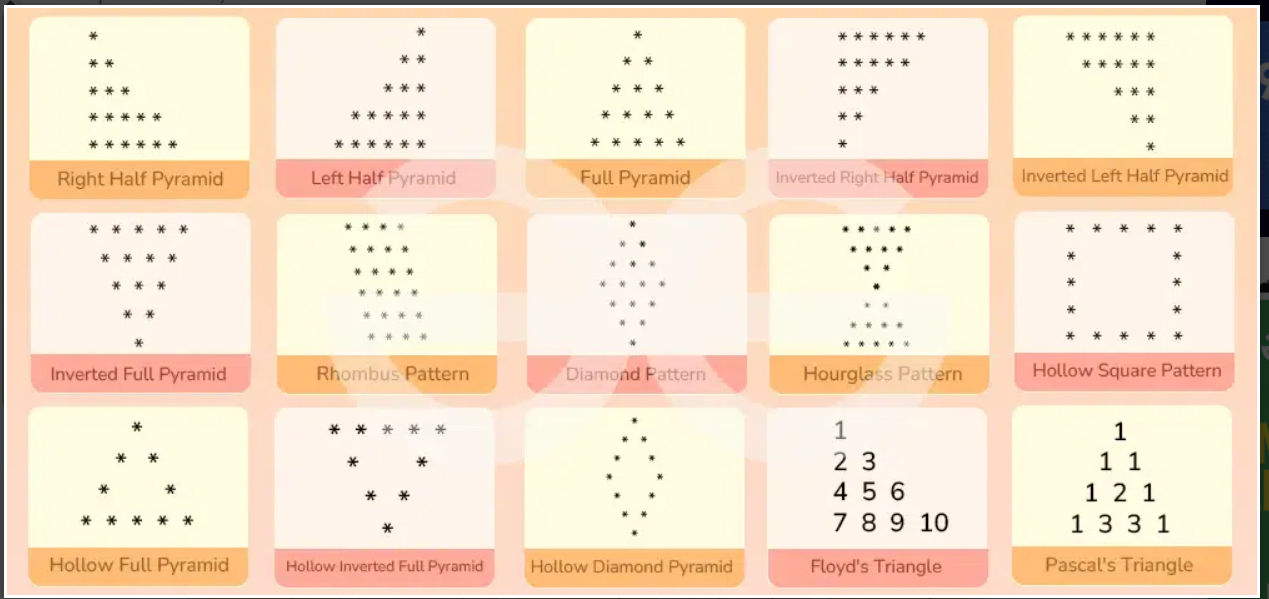 *
* *
* * *
* * * * *
* * * * * *
Right Half Pyramid
*
* *
* * *
* * * * *
* * * * * *
Left Half Pyramid
*
* *
* * *
* * * *
* * * * *
Full Pyramid
* * * * * *
* * * * *
* * *
* *
*
Inverted Right Half Pyramid
* * * * * *
* * * * *
* * *
* *
*
Inverted Left Half Pyramid
* * * * *
* * * *
* * *
* *
*
Inverted Full Pyramid
* * * *
* * * *
* * * *
* * * *
* * * *
* * * *
Rhombus Pattern
*
* *
* * *
* * * *
* * *
* *
*
Diamond Pattern
* * * * *
* * * *
* *
*
* *
* * * *
* * * * *
Hourglass Pattern
* * * * *
* *
* *
* *
* * * * *
Hollow Square Pattern
*
* *
* *
* * * * *
Hollow Full Pyramid
* * * * *
* *
* *
*
Hollow Inverted Full Pyramid
*
* *
* *
* *
* *
* *
*
Hollow Diamond Pyramid
1
2 3
4 5 6
7 8 9 10
Floyd's Triangle
1
1 1
1 2 1
1 3 3 1
Pascal's Triangle